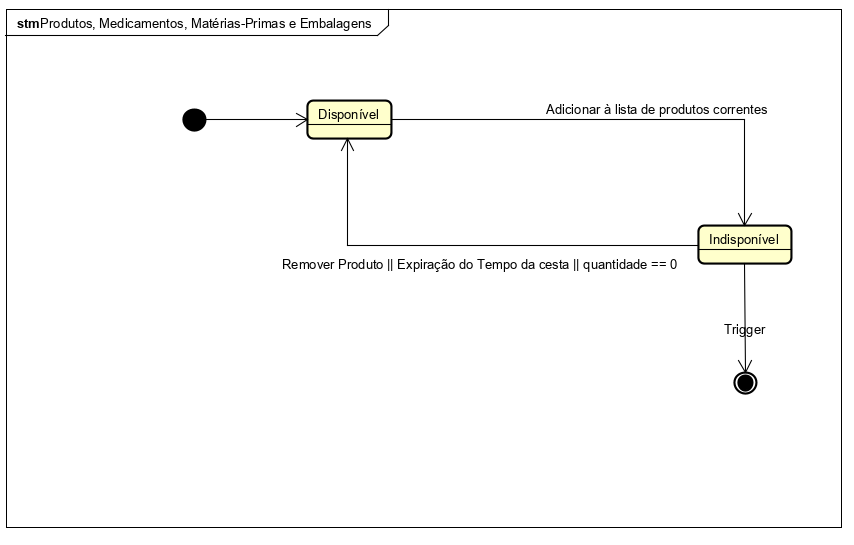 stmProdutos, Medicamentos, Matérias-Primas e Embalagens
Disponível
Adicionar à lista de produtos correntes
Indisponível
Remover Produto || Expiração do Tempo da cesta || quantidade == 0
Trigger